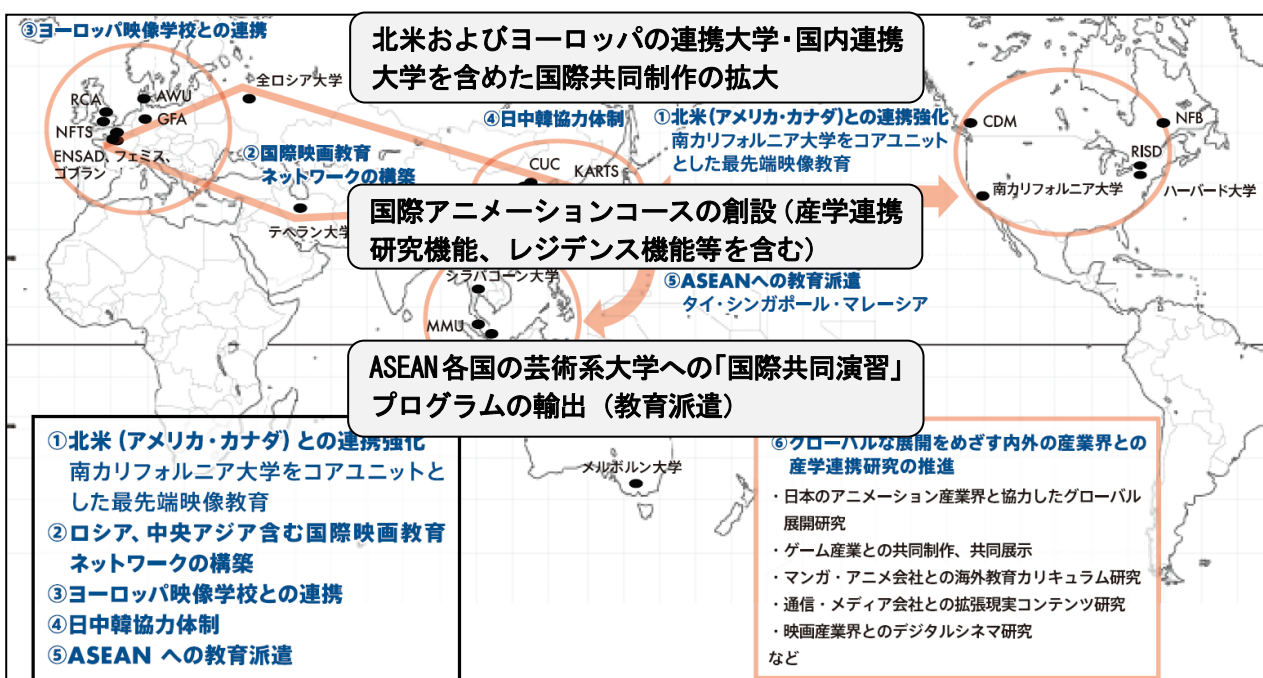 ③ヨーロッパ映像学校との連携
北米およびヨーロッパの連携大学・国内連携
大学を含めた国際共同制作の拡大
全ロシア大学
RCA
AWU
GFA
NFTS
ENSAD、フェミス、
ゴブラン
②国際映画教育
ネットワークの構築
テヘラン大学
④日中韓協力体制
CUC
KARTS
①北米(アメリカ・カナダ)との連携強化
南カリフォルニア大学をコアユニット
とした最先端映像教育
CDM
NFB
RISD
南カリフォルニア大学
ハーバード大学
国際アニメーションコースの創設(産学連携
研究機能、レジデンス機能等を含む)
シラパコーン大学
MMU
⑤ASEANへの教育派遣
タイ・シンガポール・マレーシア
ASEAN各国の芸術系大学への「国際共同演習」
プログラムの輸出(教育派遣)
メルボルン大学
①北米(アメリカ・カナダ)との連携強化
南カリフォルニア大学をコアユニットと
した最先端映像教育
②ロシア、中央アジア含む国際映画教育
ネットワークの構築
③ヨーロッパ映像学校との連携
④日中韓協力体制
⑤ASEAN への教育派遣
⑥グローバルな展開をめざす内外の産業界との
産学連携研究の推進
・日本のアニメーション産業界と協力したグローバル
展開研究
・ゲーム産業との共同制作、共同展示
・マンガ・アニメ会社との海外教育カリキュラム研究
・通信・メディア会社との拡張現実コンテンツ研究
・映画産業界とのデジタルシネマ研究
など